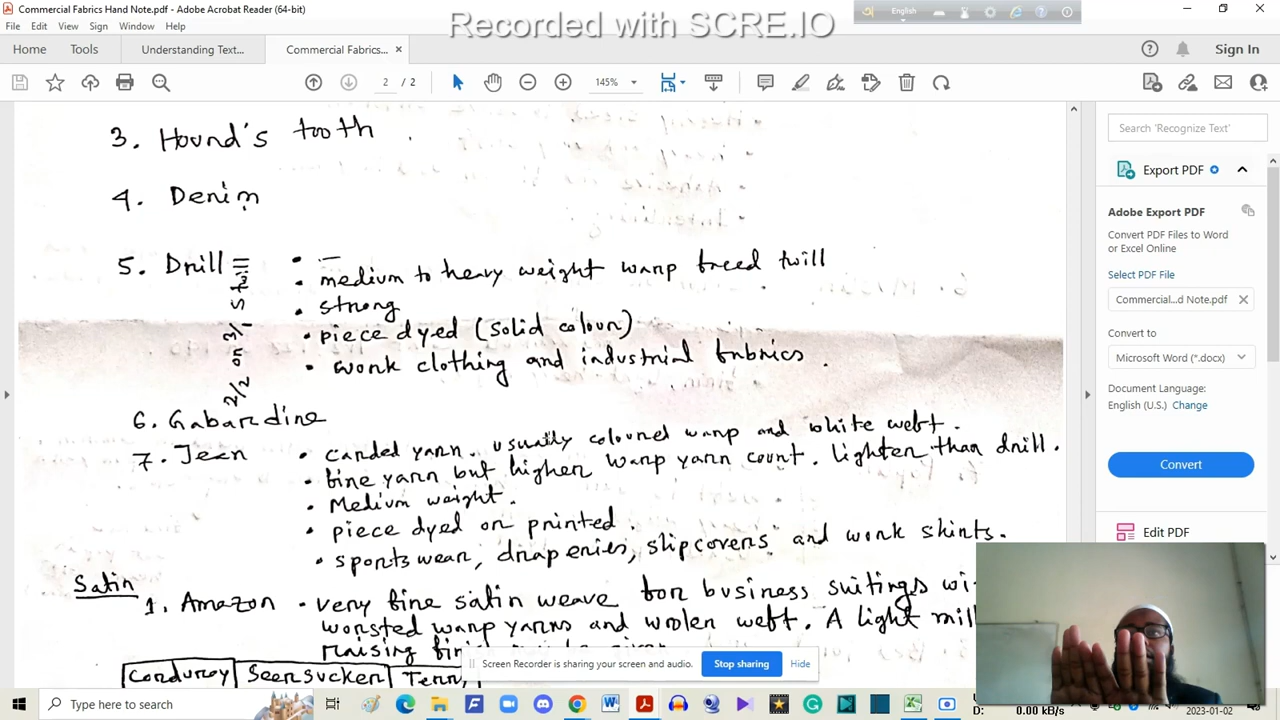 Commercial Fabrics Hand Note.pdf - Adobe Acrobat Reader (64-bit)
Recorded with SCRE.IO
English
File Edit View Sign Window Help
Home Tools Understanding Text... Commercial Fabrics... × Sign In
2 / 2 145%
3. Hound's tooth
4. Denim
5. Drill
2/2 or 3/1 s twill
• medium to heavy weight warp faced twill
• strong
• piece dyed (solid colour)
• work clothing and industrial fabrics.
6. Gabardine
7. Jean
• carded yarn. usually coloured warp and white weft.
• fine yarn but higher warp yarn count. Lighter than drill.
• Medium weight.
• piece dyed or printed.
• sports wear, draperies, slipcovers and work shirts.
Satin
1. Amazon • very fine satin weave for business suitings wi
worsted warp yarns and woolen weft. A light mil
raising
Corduroy Seersucker Terry
Search 'Recognize Text'
Export PDF
Adobe Export PDF
Convert PDF Files to Word
or Excel Online
Select PDF File
Commercial...d Note.pdf
Convert to
Microsoft Word (*.docx)
Document Language:
English (U.S.) Change
Convert
Edit PDF
Screen Recorder is sharing your screen and audio. Stop sharing Hide
Type here to search
D: 0.00 kB/s
2023-01-02